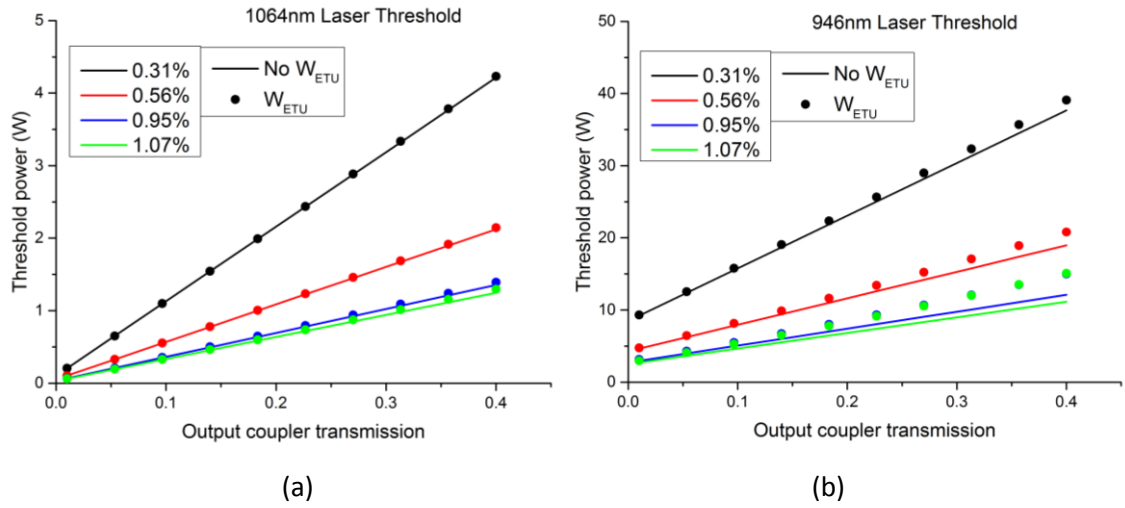 1064nm Laser Threshold
5
4
3
2
1
0
0.31%
0.56%
0.95%
1.07%
No W_ETU
W_ETU
Threshold power (W)
0.0 0.1 0.2 0.3 0.4
Output coupler transmission
(a)
946nm Laser Threshold
50
40
30
20
10
0
0.31%
0.56%
0.95%
1.07%
No W_ETU
W_ETU
Threshold power (W)
0.0 0.1 0.2 0.3 0.4
Output coupler transmission
(b)